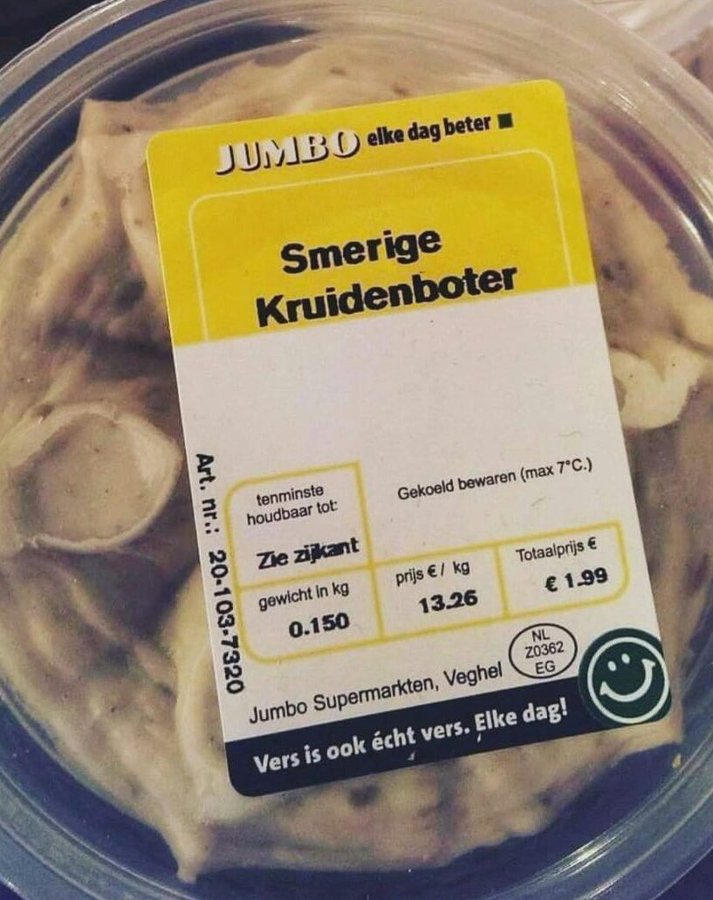 JUMBO elke dag beter
Smerige
Kruidenboter
tenminste
houdbaar tot:
Zie zijkant
Gekoeld bewaren (max 7°C.)
gewicht in kg
0.150
prijs € / kg
13.26
Totaalprijs €
€ 1.99
Art. nr.: 20-103-7320
Jumbo Supermarkten, Veghel
NL
Z0362
EG
Vers is ook écht vers. Elke dag!